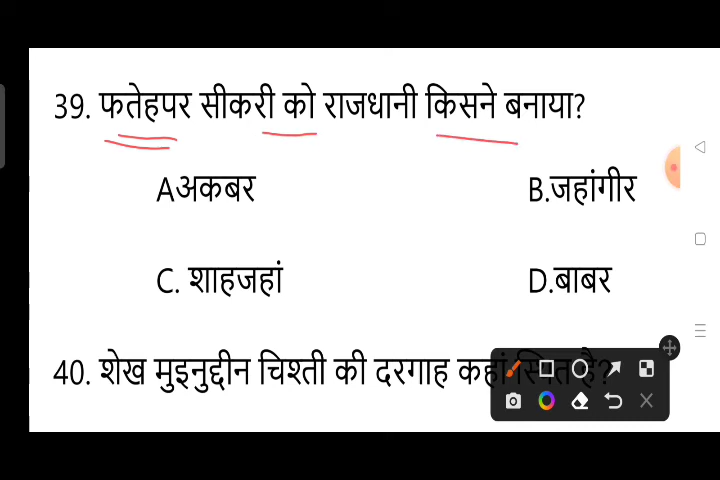 39. फतेहपर सीकरी को राजधानी किसने बनाया?
Aअकबर
B.जहांगीर
C. शाहजहां
D.बाबर
40. शेख मुइनुद्दीन चिश्ती की दरगाह कहां स्थित है?